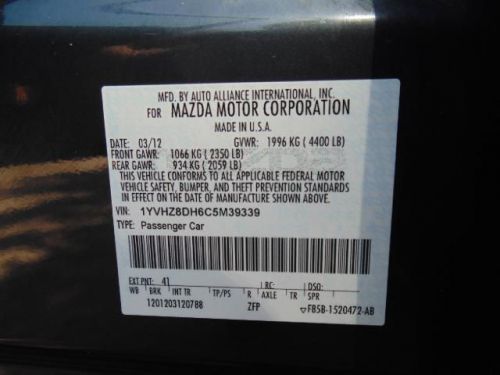 MFD. BY AUTO ALLIANCE INTERNATIONAL, INC.
FOR MAZDA MOTOR CORPORATION
MADE IN U.S.A.
DATE: 03/12 GVWR: 1996 KG ( 4400 LB)
FRONT GAWR: 1066 KG ( 2350 LB)
REAR GAWR: 934 KG ( 2059 LB)
THIS VEHICLE CONFORMS TO ALL APPLICABLE FEDERAL MOTOR
VEHICLE SAFETY, BUMPER, AND THEFT PREVENTION STANDARDS
IN EFFECT ON THE DATE OF MANUFACTURE SHOWN ABOVE.
VIN: 1YVHZ8DH6C5M39339
TYPE: Passenger Car
EXT PNT: 41 RC: DSO:
WB BRK INT TR TP/PS R AXLE TR SPR
1201203120788 ZFP ▽F85B-1520472-AB